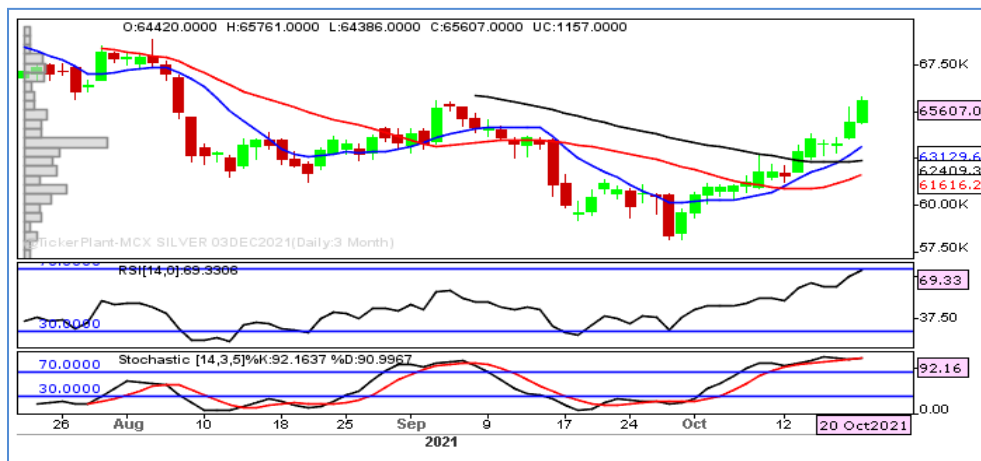 O:64420.0000 H:65761.0000 L:64386.0000 C:65607.0000 UC:1157.0000
67.50K
65607.0
63129.6
62409.3
61616.2
60.00K
57.50K
TickerPlant-MCX SILVER 03DEC2021(Daily:3 Month)
70.0000
RSI[14,0]:69.3306
69.33
37.50
30.0000
Stochastic [14,3,5]%K:92.1637 %D:90.9967
70.0000
92.16
30.0000
0.00
26 Aug 10 18 25 Sep 9 17 24 Oct 12 20 Oct2021
2021